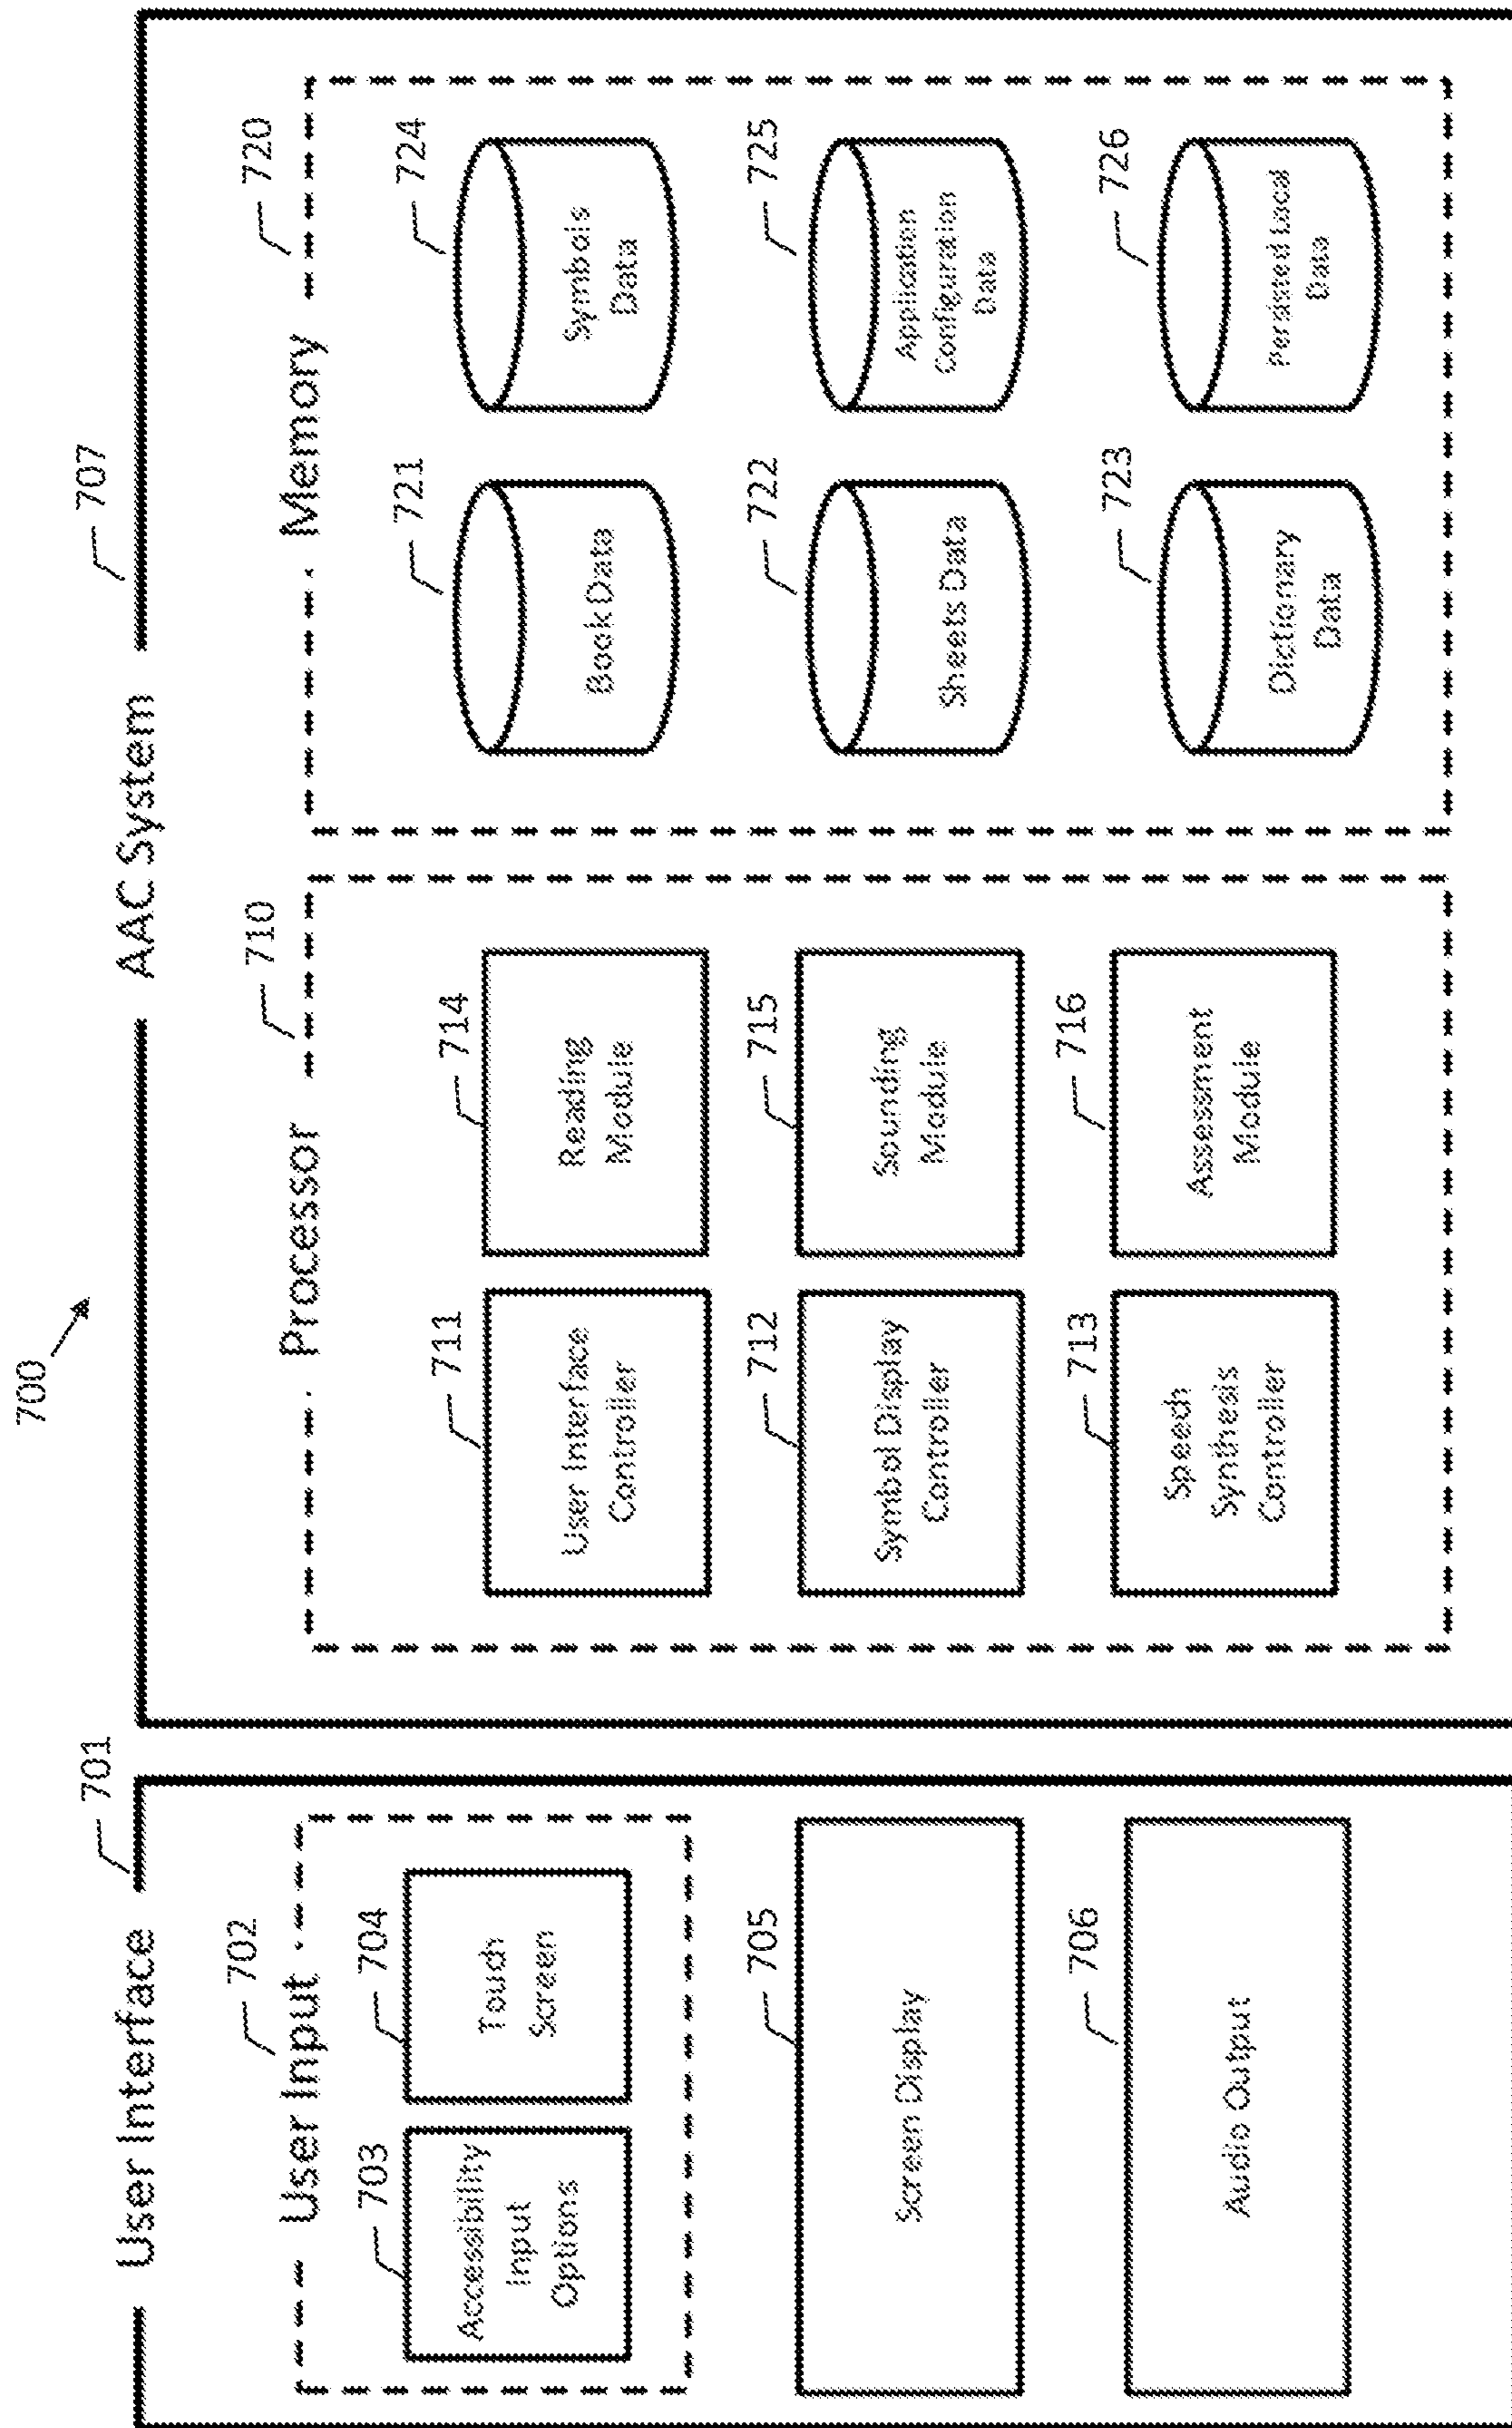 700
User Interface
701
User Input
702
703
Accessibility
Input
Options
704
Touch
Screen
705
Screen Display
706
Audio Output
AAC System
707
Processor
710
711
User Interface
Controller
714
Reading
Module
712
Symbol Display
Controller
715
Sounding
Module
713
Speech
Synthesis
Controller
716
Assessment
Module
Memory
720
721
Book Data
724
Symbols
Data
722
Sheets Data
725
Application
Configuration
Data
723
Dictionary
Data
726
Persisted Local
Data